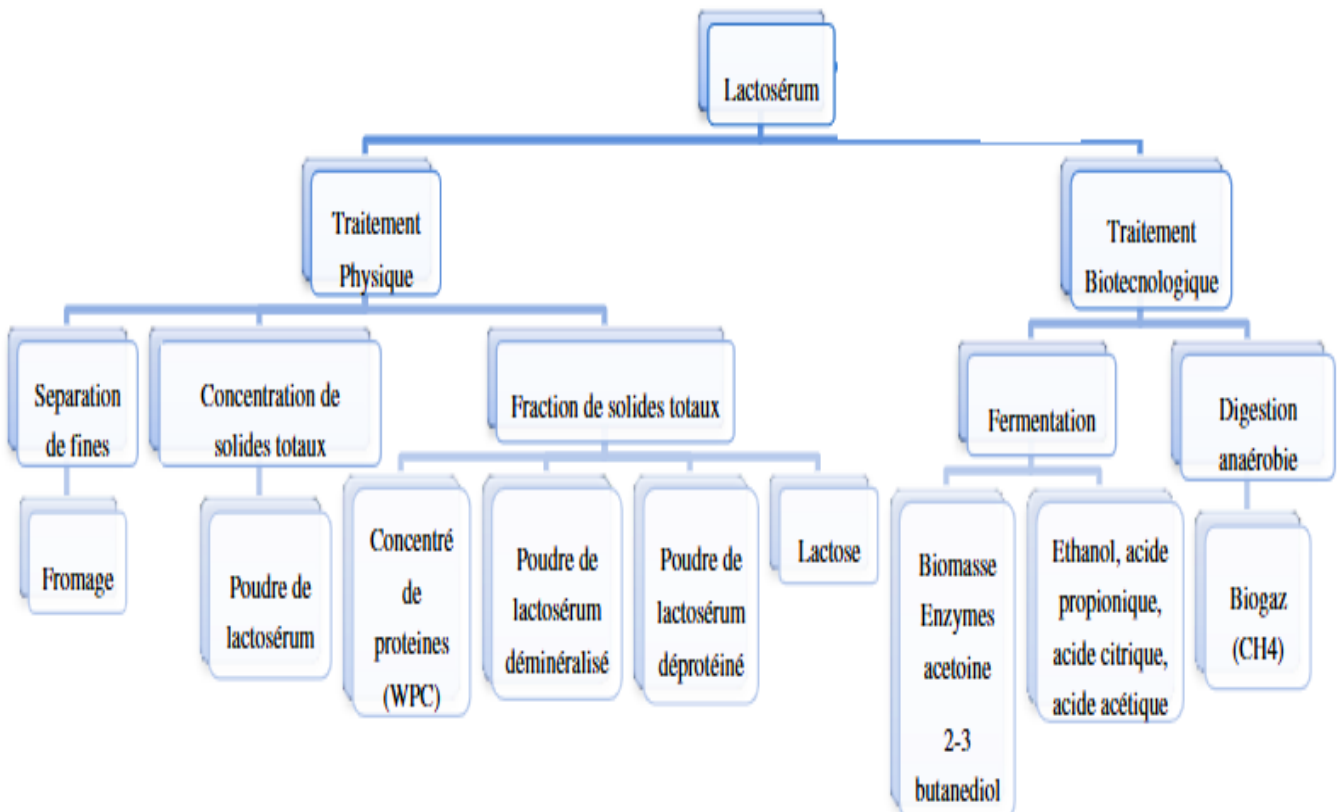 Lactosérum
Traitement
Physique
Traitement
Biotecnologique
Separation
de fines
Concentration de
solides totaux
Fraction de solides totaux
Fermentation
Digestion
anaérobie
Fromage
Poudre de
lactosérum
Concentré
de
proteines
(WPC)
Poudre de
lactosérum
déminéralisé
Poudre de
lactosérum
déprotéiné
Lactose
Biomasse
Enzymes
acetoine
2-3
butanediol
Ethanol, acide
propionique,
acide citrique,
acide acétique
Biogaz
(CH4)